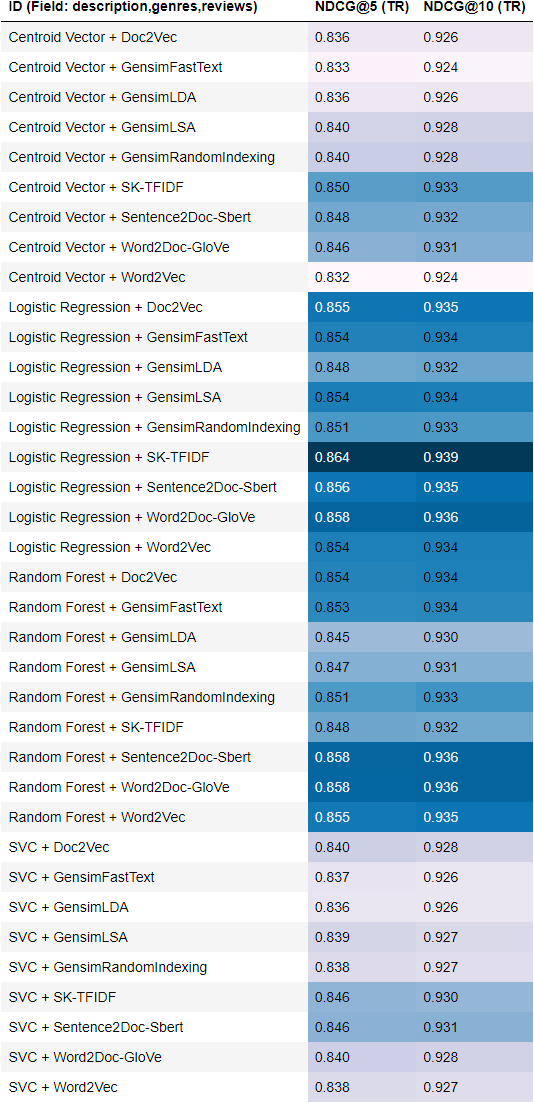 ID (Field: description,genres,reviews) NDCG@5 (TR) NDCG@10 (TR)
Centroid Vector + Doc2Vec 0.836 0.926
Centroid Vector + GensimFastText 0.833 0.924
Centroid Vector + GensimLDA 0.836 0.926
Centroid Vector + GensimLSA 0.840 0.928
Centroid Vector + GensimRandomIndexing 0.840 0.928
Centroid Vector + SK-TFIDF 0.850 0.933
Centroid Vector + Sentence2Doc-Sbert 0.848 0.932
Centroid Vector + Word2Doc-GloVe 0.846 0.931
Centroid Vector + Word2Vec 0.832 0.924
Logistic Regression + Doc2Vec 0.855 0.935
Logistic Regression + GensimFastText 0.854 0.934
Logistic Regression + GensimLDA 0.848 0.932
Logistic Regression + GensimLSA 0.854 0.934
Logistic Regression + GensimRandomIndexing 0.851 0.933
Logistic Regression + SK-TFIDF 0.864 0.939
Logistic Regression + Sentence2Doc-Sbert 0.856 0.935
Logistic Regression + Word2Doc-GloVe 0.858 0.936
Logistic Regression + Word2Vec 0.854 0.934
Random Forest + Doc2Vec 0.854 0.934
Random Forest + GensimFastText 0.853 0.934
Random Forest + GensimLDA 0.845 0.930
Random Forest + GensimLSA 0.847 0.931
Random Forest + GensimRandomIndexing 0.851 0.933
Random Forest + SK-TFIDF 0.848 0.932
Random Forest + Sentence2Doc-Sbert 0.858 0.936
Random Forest + Word2Doc-GloVe 0.858 0.936
Random Forest + Word2Vec 0.855 0.935
SVC + Doc2Vec 0.840 0.928
SVC + GensimFastText 0.837 0.926
SVC + GensimLDA 0.836 0.926
SVC + GensimLSA 0.839 0.927
SVC + GensimRandomIndexing 0.838 0.927
SVC + SK-TFIDF 0.846 0.930
SVC + Sentence2Doc-Sbert 0.846 0.931
SVC + Word2Doc-GloVe 0.840 0.928
SVC + Word2Vec 0.838 0.927